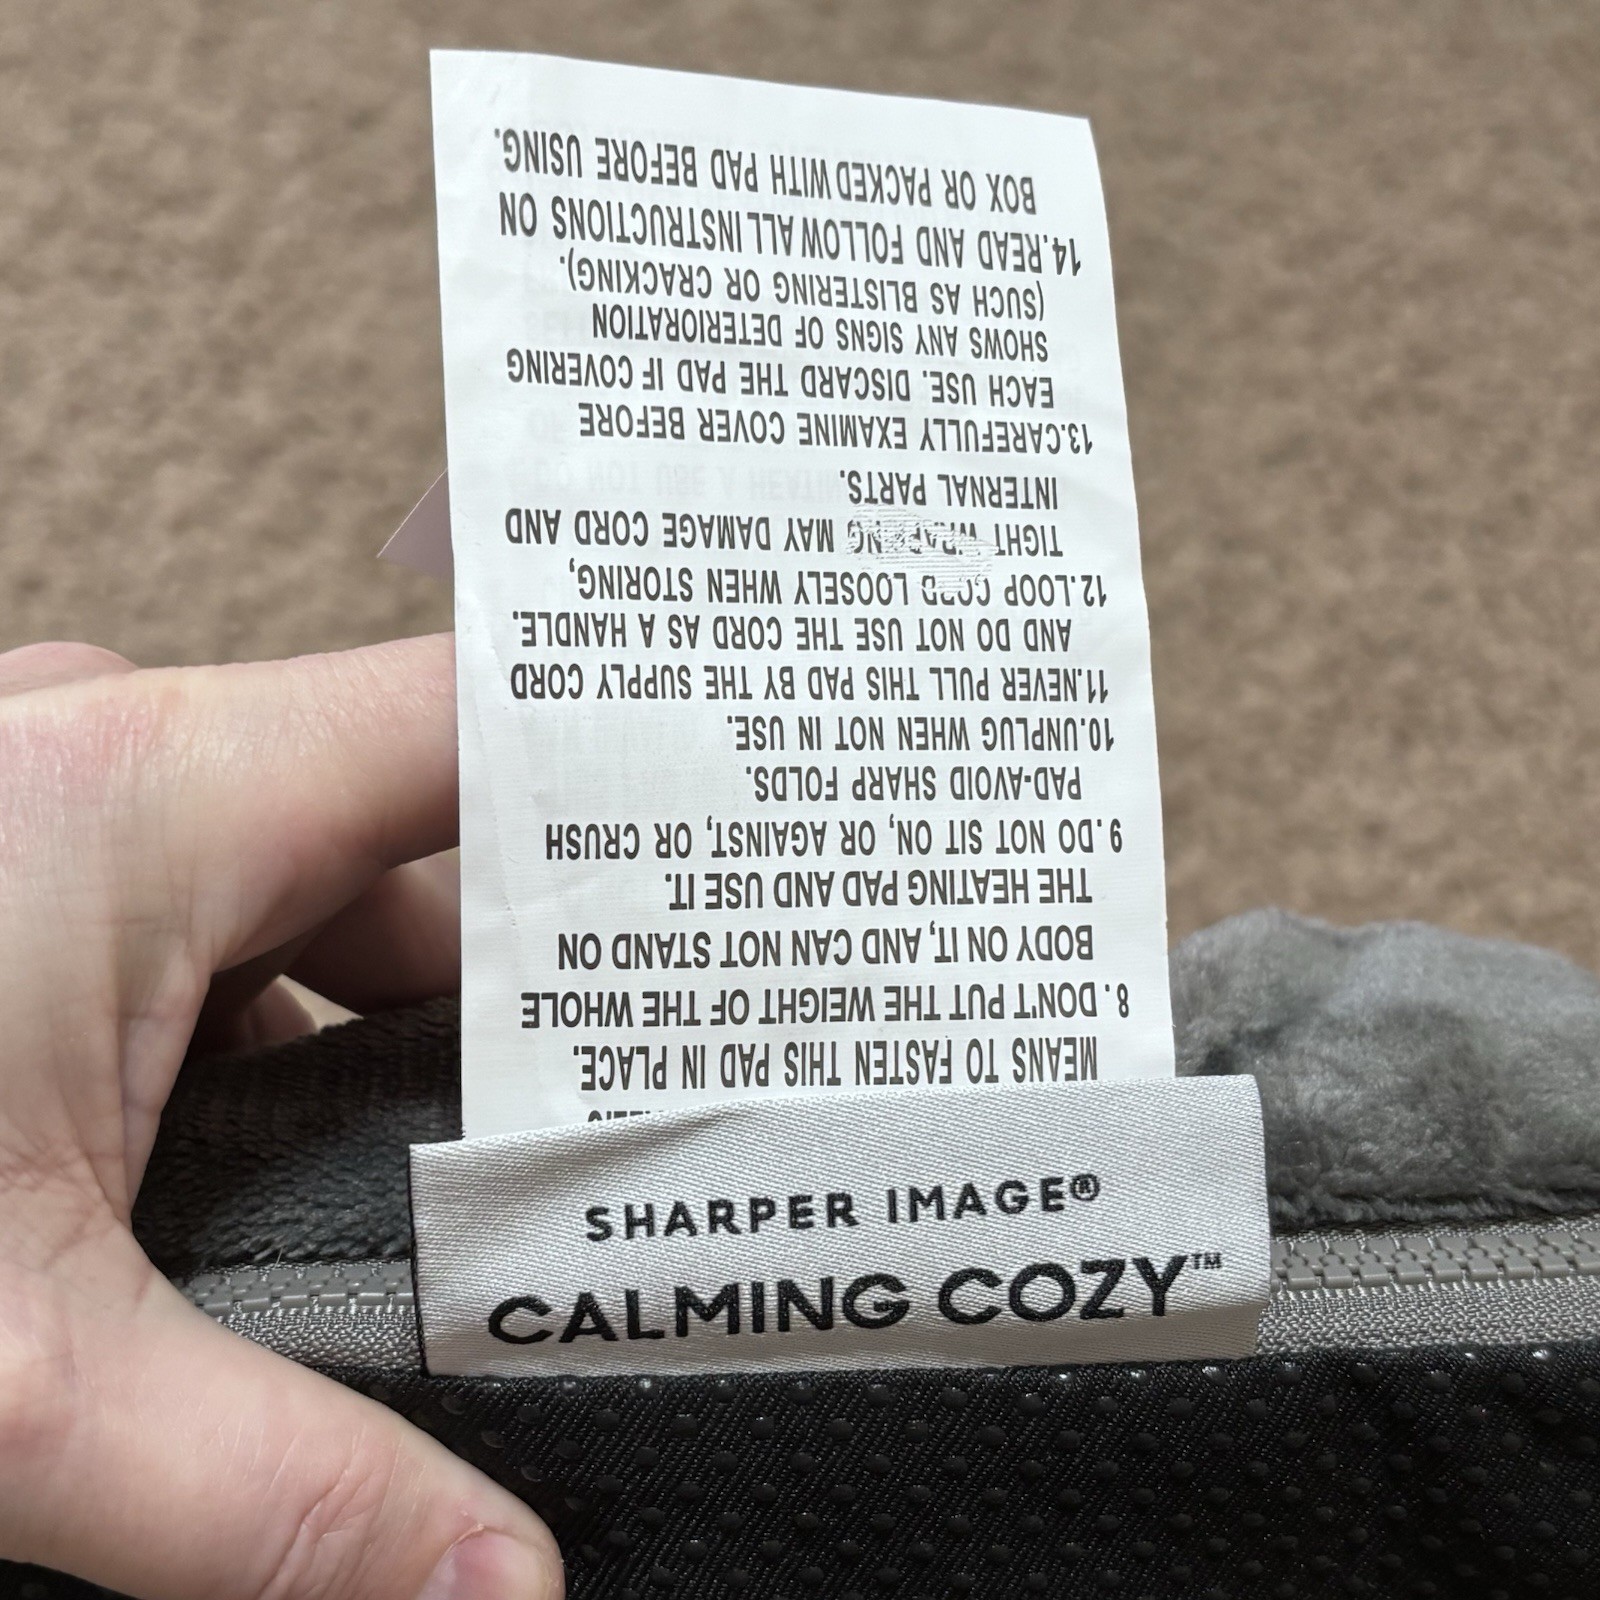 MEANS TO FASTEN THIS PAD IN PLACE.
8. DON'T PUT THE WEIGHT OF THE WHOLE
BODY ON IT, AND CAN NOT STAND ON
THE HEATING PAD AND USE IT.
9. DO NOT SIT ON, OR AGAINST, OR CRUSH
PAD-AVOID SHARP FOLDS.
10.UNPLUG WHEN NOT IN USE.
11.NEVER PULL THIS PAD BY THE SUPPLY CORD
AND DO NOT USE THE CORD AS A HANDLE.
12.LOOP CORD LOOSELY WHEN STORING,
TIGHT WRAPPING MAY DAMAGE CORD AND
INTERNAL PARTS.
13.CAREFULLY EXAMINE COVER BEFORE
EACH USE. DISCARD THE PAD IF COVERING
SHOWS ANY SIGNS OF DETERIORATION
(SUCH AS BLISTERING OR CRACKING).
14.READ AND FOLLOW ALL INSTRUCTIONS ON
BOX OR PACKED WITH PAD BEFORE USING.
SHARPER IMAGE®
CALMING COZY™